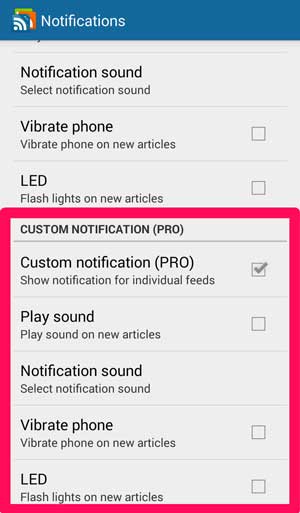 Notifications
Notification sound
Select notification sound
Vibrate phone
Vibrate phone on new articles
LED
Flash lights on new articles
CUSTOM NOTIFICATION (PRO)
Custom notification (PRO)
Show notification for individual feeds
Play sound
Play sound on new articles
Notification sound
Select notification sound
Vibrate phone
Vibrate phone on new articles
LED
Flash lights on new articles